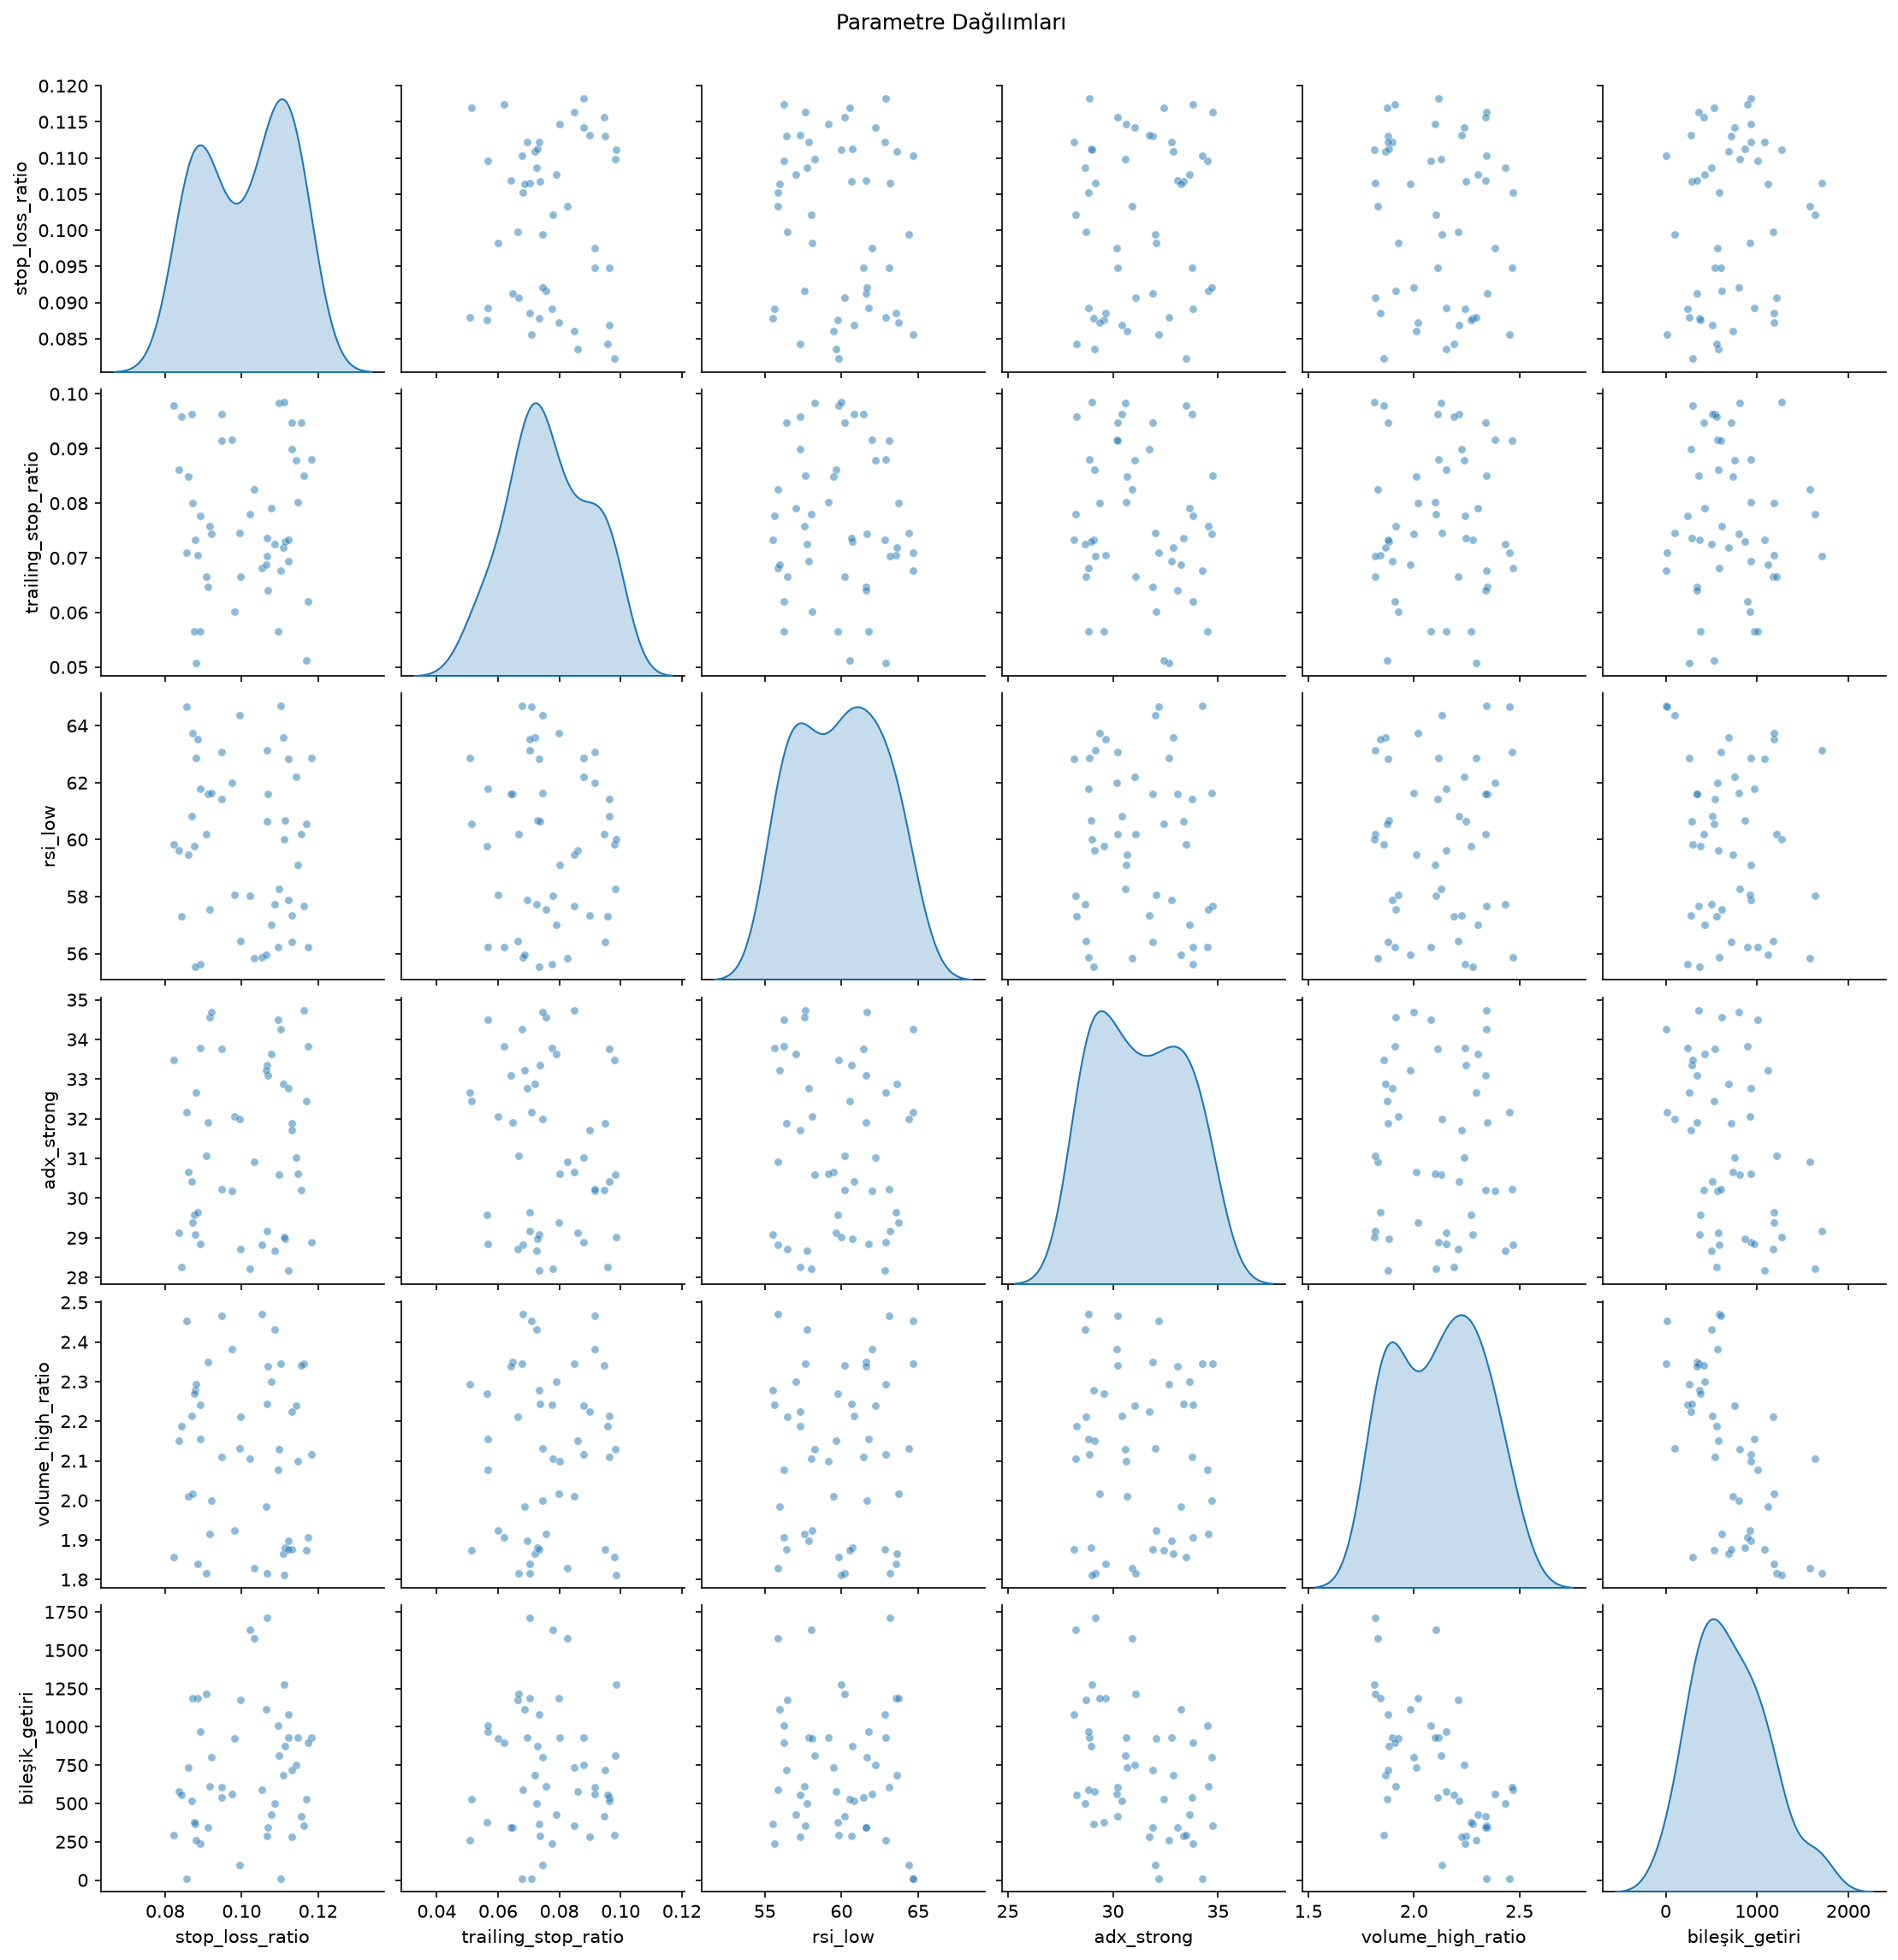 Parametre Dağılımları
0.120
0.115
0.110
0.105
0.100
0.095
0.090
0.085
stop_loss_ratio
0.10
0.09
0.08
0.07
0.06
0.05
trailing_stop_ratio
64
62
60
58
56
rsi_low
35
34
33
32
31
30
29
28
adx_strong
2.5
2.4
2.3
2.2
2.1
2.0
1.9
1.8
volume_high_ratio
1750
1500
1250
1000
750
500
250
0
bileşik_getiri
0.08 0.10 0.12
0.04 0.06 0.08 0.10 0.12
55 60 65
25 30 35
1.5 2.0 2.5
0 1000 2000
stop_loss_ratio
trailing_stop_ratio
rsi_low
adx_strong
volume_high_ratio
bileşik_getiri